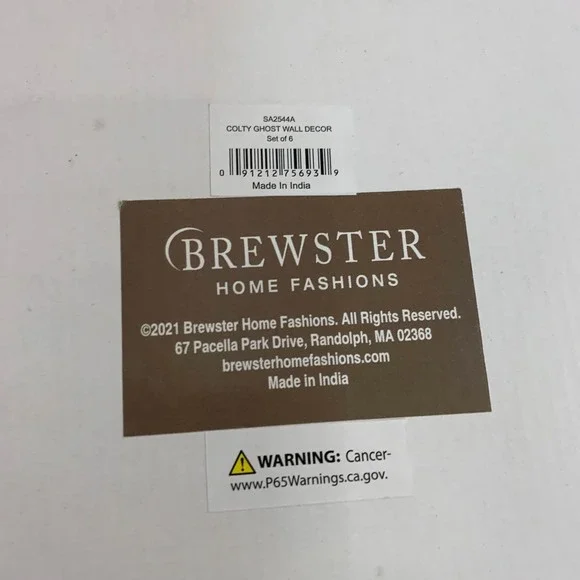 SA2544A
COLTY GHOST WALL DECOR
Set of 6
0 91212 75693 9
Made In India
BREWSTER
HOME FASHIONS
©2021 Brewster Home Fashions. All Rights Reserved.
67 Pacella Park Drive, Randolph, MA 02368
brewsterhomefashions.com
Made in India
WARNING: Cancer-
www.P65Warnings.ca.gov.